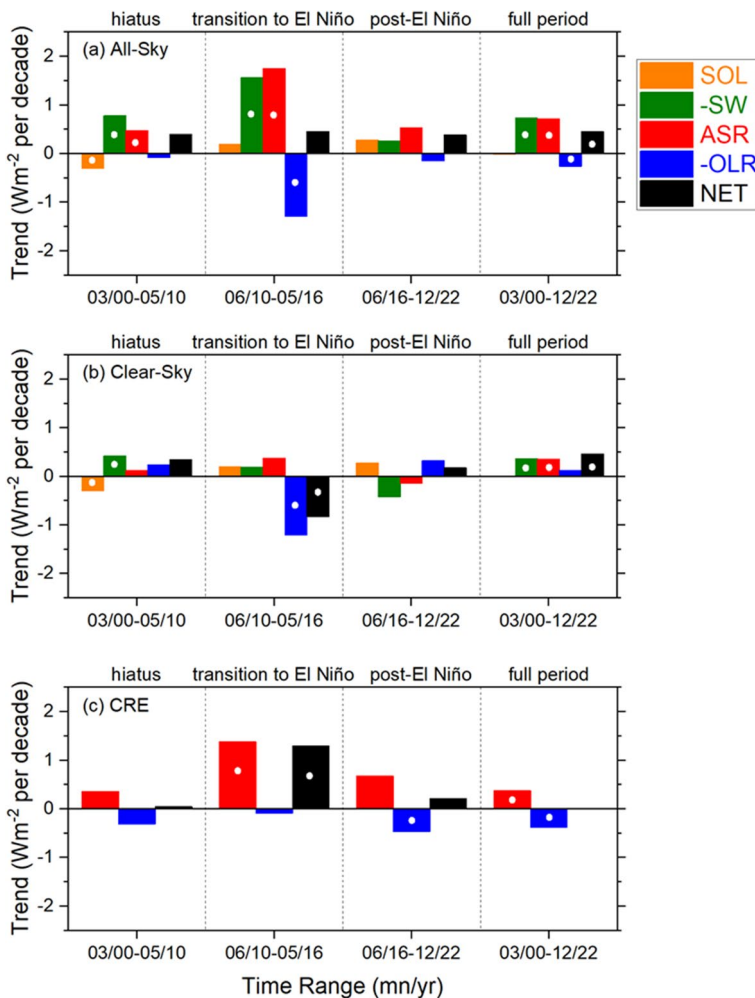 hiatus transition to El Niño post-El Niño full period
(a) All-Sky
2
1
0
-1
-2
Trend (Wm-2 per decade)
03/00-05/10 06/10-05/16 06/16-12/22 03/00-12/22
SOL
-SW
ASR
-OLR
NET
hiatus transition to El Niño post-El Niño full period
(b) Clear-Sky
2
1
0
-1
-2
Trend (Wm-2 per decade)
03/00-05/10 06/10-05/16 06/16-12/22 03/00-12/22
hiatus transition to El Niño post-El Niño full period
(c) CRE
2
1
0
-1
-2
Trend (Wm-2 per decade)
03/00-05/10 06/10-05/16 06/16-12/22 03/00-12/22
Time Range (mn/yr)